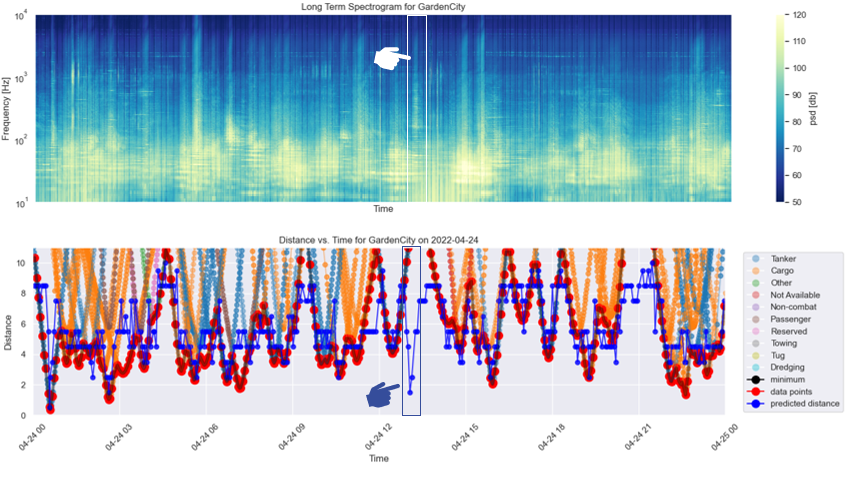 Long Term Spectrogram for GardenCity
10^4
10^3
10^2
10^1
Frequency [Hz]
Time
120
110
100
90
80
70
60
50
psd [db]
Distance vs. Time for GardenCity on 2022-04-24
10
8
6
4
2
0
Distance
04-24 00
04-24 03
04-24 06
04-24 09
04-24 12
04-24 15
04-24 18
04-24 21
04-25 00
Time
Tanker
Cargo
Other
Not Available
Non-combat
Passenger
Reserved
Towing
Tug
Dredging
minimum
data points
predicted distance